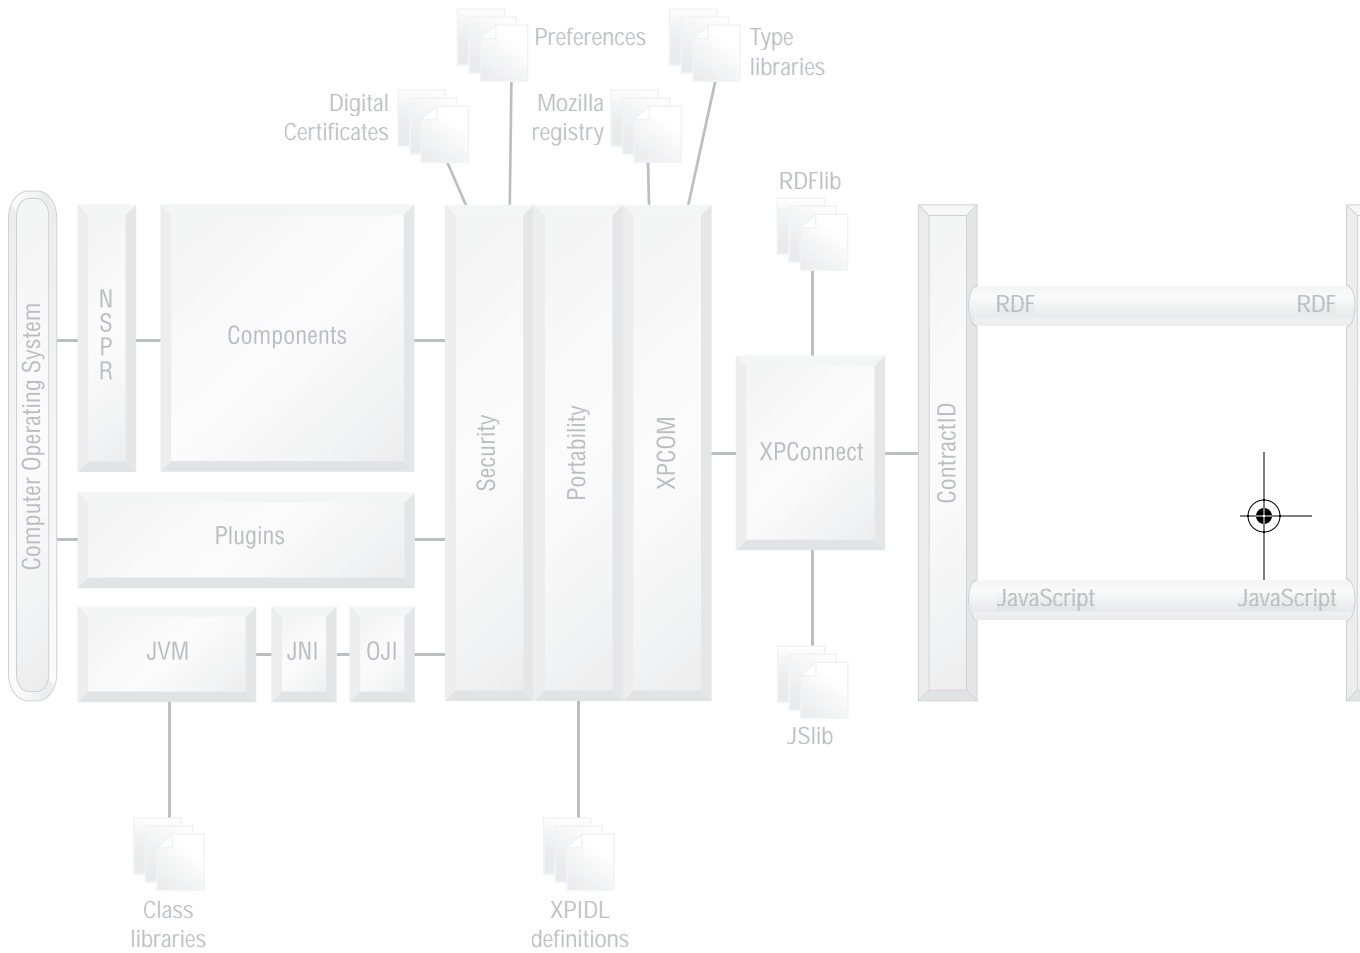 Preferences
Type
libraries
Digital
Certificates
Mozilla
registry
RDFlib
Computer Operating System
N
S
P
R
Components
Security
Portability
XPCOM
XPConnect
ContractID
RDF
RDF
Plugins
JVM
JNI
OJI
JavaScript
JavaScript
JSlib
Class
libraries
XPIDL
definitions